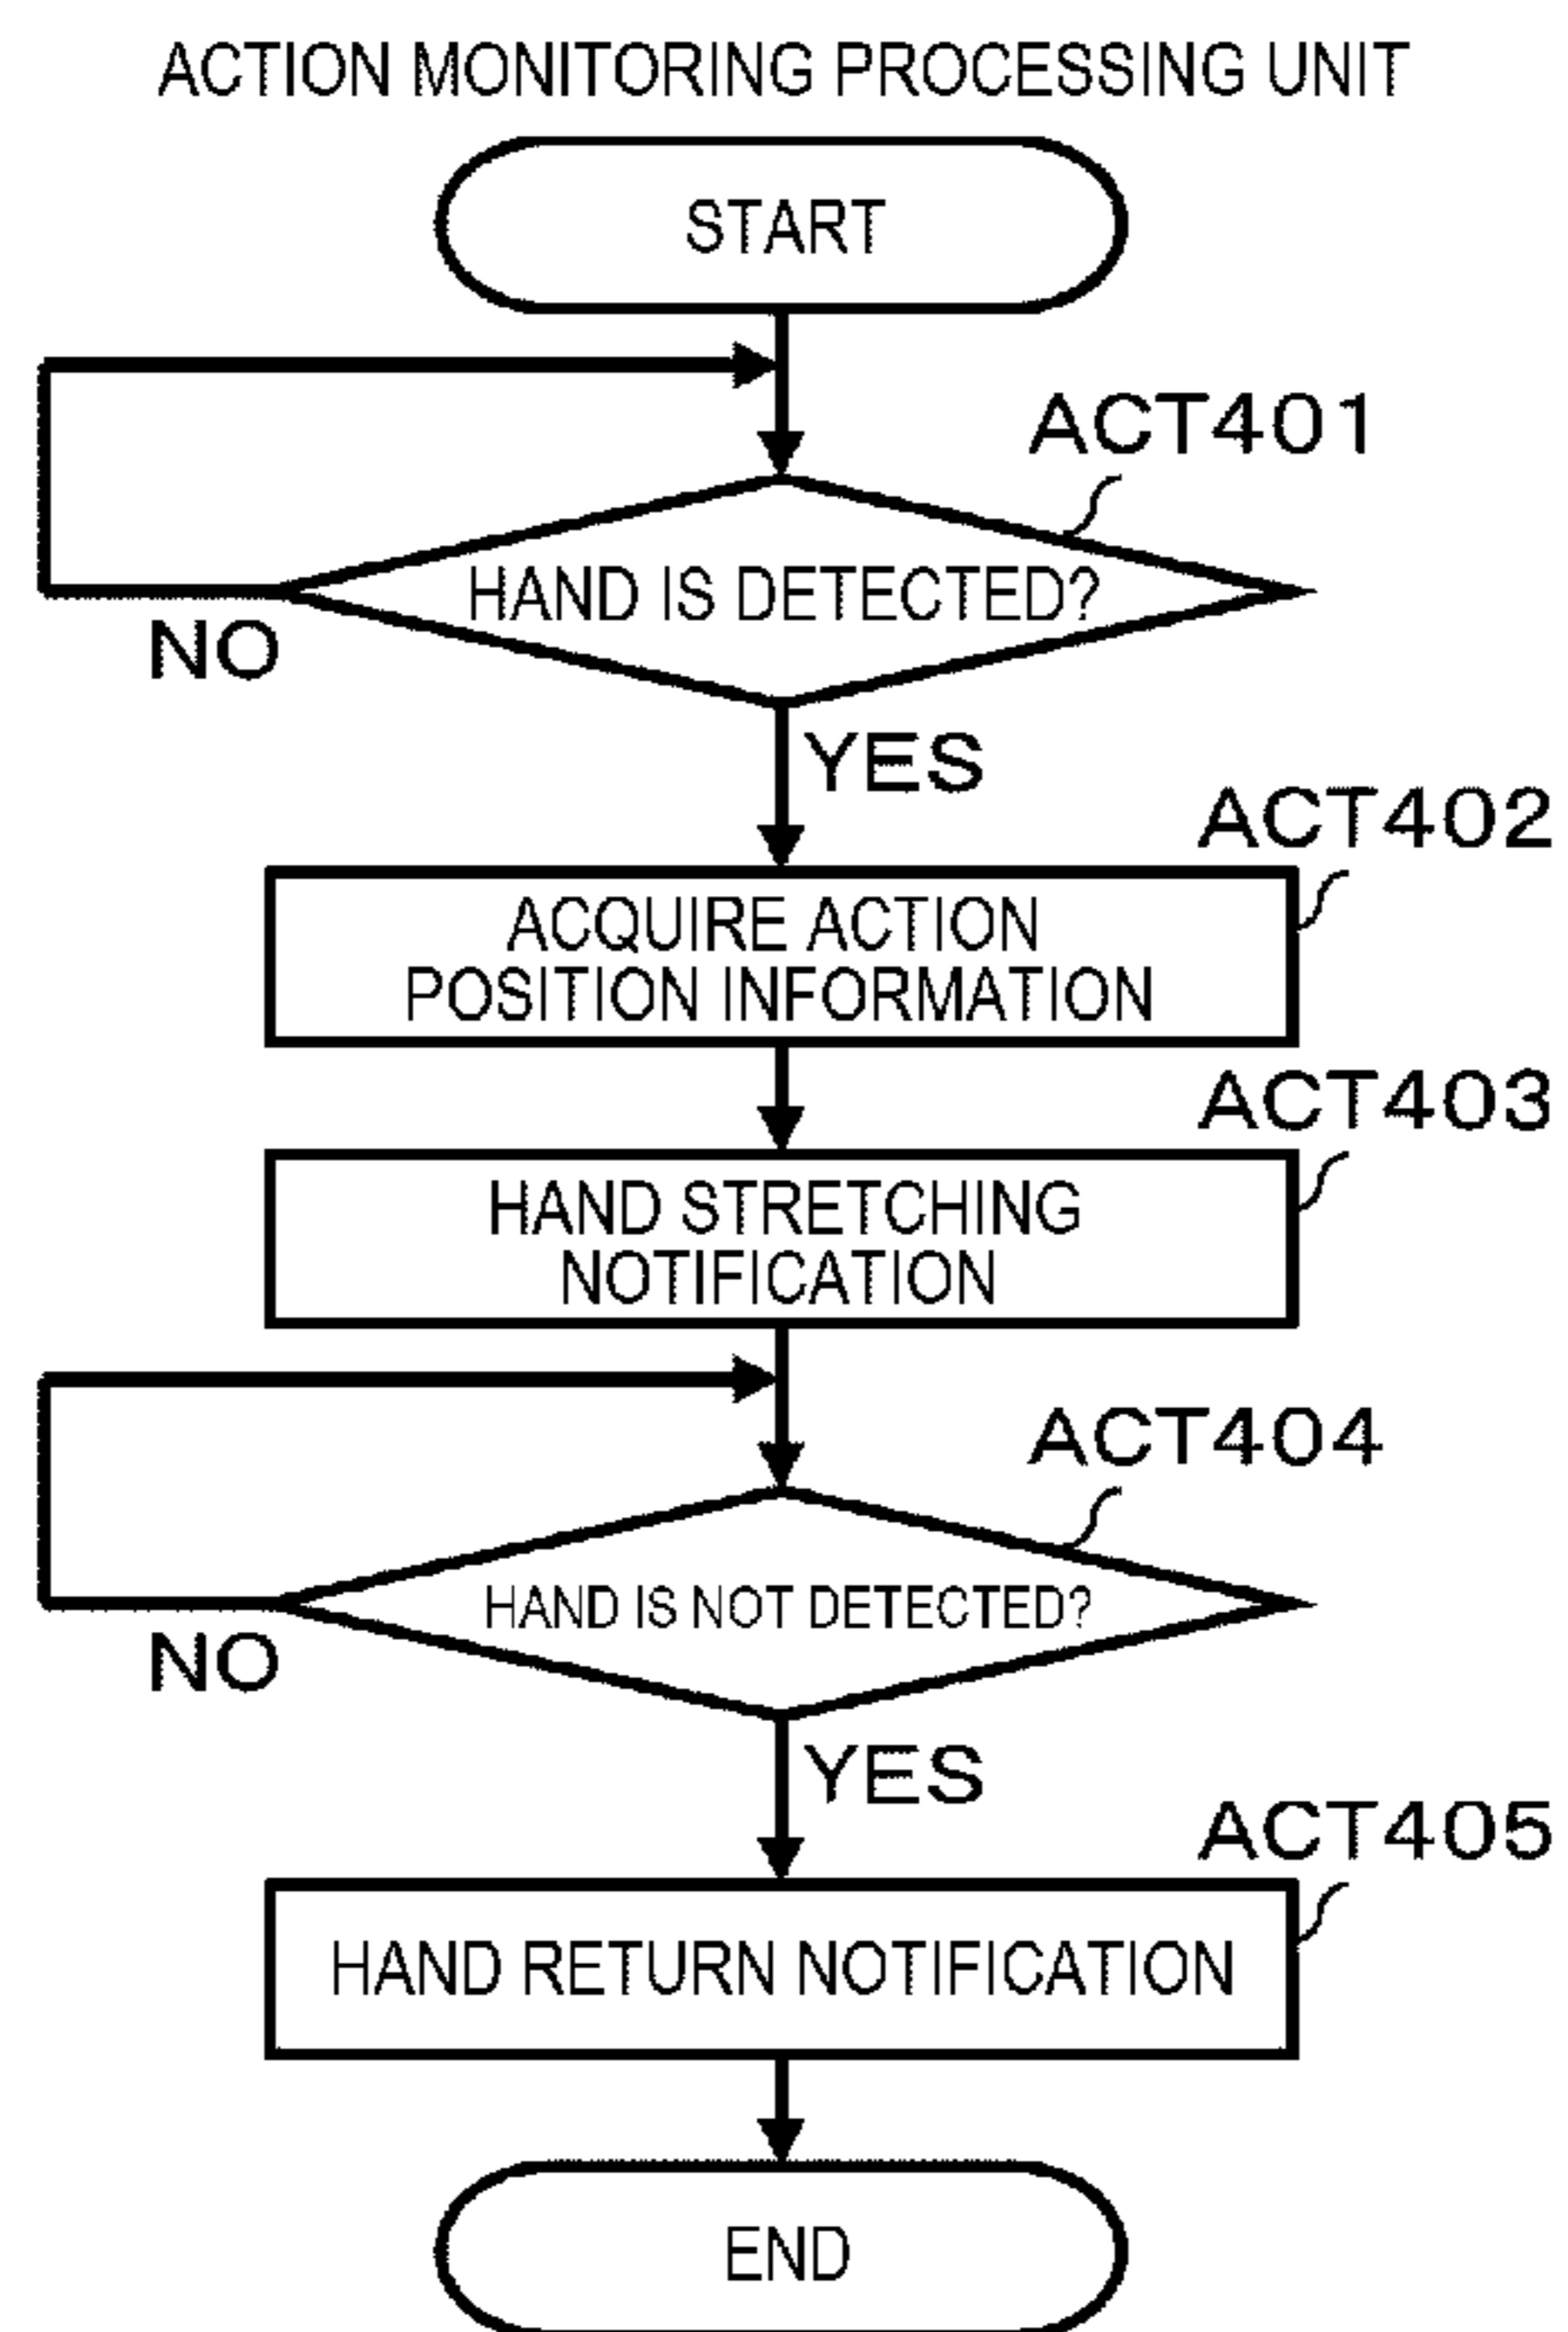 ACTION MONITORING PROCESSING UNIT
START
ACT401
HAND IS DETECTED?
NO
YES
ACT402
ACQUIRE ACTION
POSITION INFORMATION
ACT403
HAND STRETCHING
NOTIFICATION
ACT404
HAND IS NOT DETECTED?
NO
YES
ACT405
HAND RETURN NOTIFICATION
END